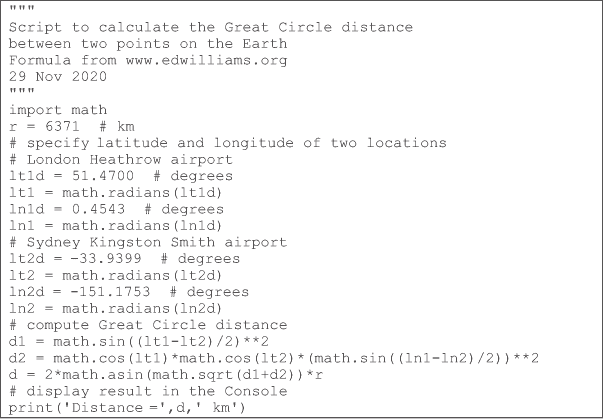 """
Script to calculate the Great Circle distance
between two points on the Earth
Formula from www.edwilliams.org
29 Nov 2020
"""
import math
r = 6371  # km
# specify latitude and longitude of two locations
# London Heathrow airport
lt1d = 51.4700  # degrees
lt1 = math.radians(lt1d)
ln1d = 0.4543  # degrees
ln1 = math.radians(ln1d)
# Sydney Kingston Smith airport
lt2d = -33.9399  # degrees
lt2 = math.radians(lt2d)
ln2d = -151.1753  # degrees
ln2 = math.radians(ln2d)
# compute Great Circle distance
d1 = math.sin((lt1-lt2)/2)**2
d2 = math.cos(lt1)*math.cos(lt2)*(math.sin((ln1-ln2)/2))**2
d = 2*math.asin(math.sqrt(d1+d2))*r
# display result in the Console
print('Distance =',d,' km')